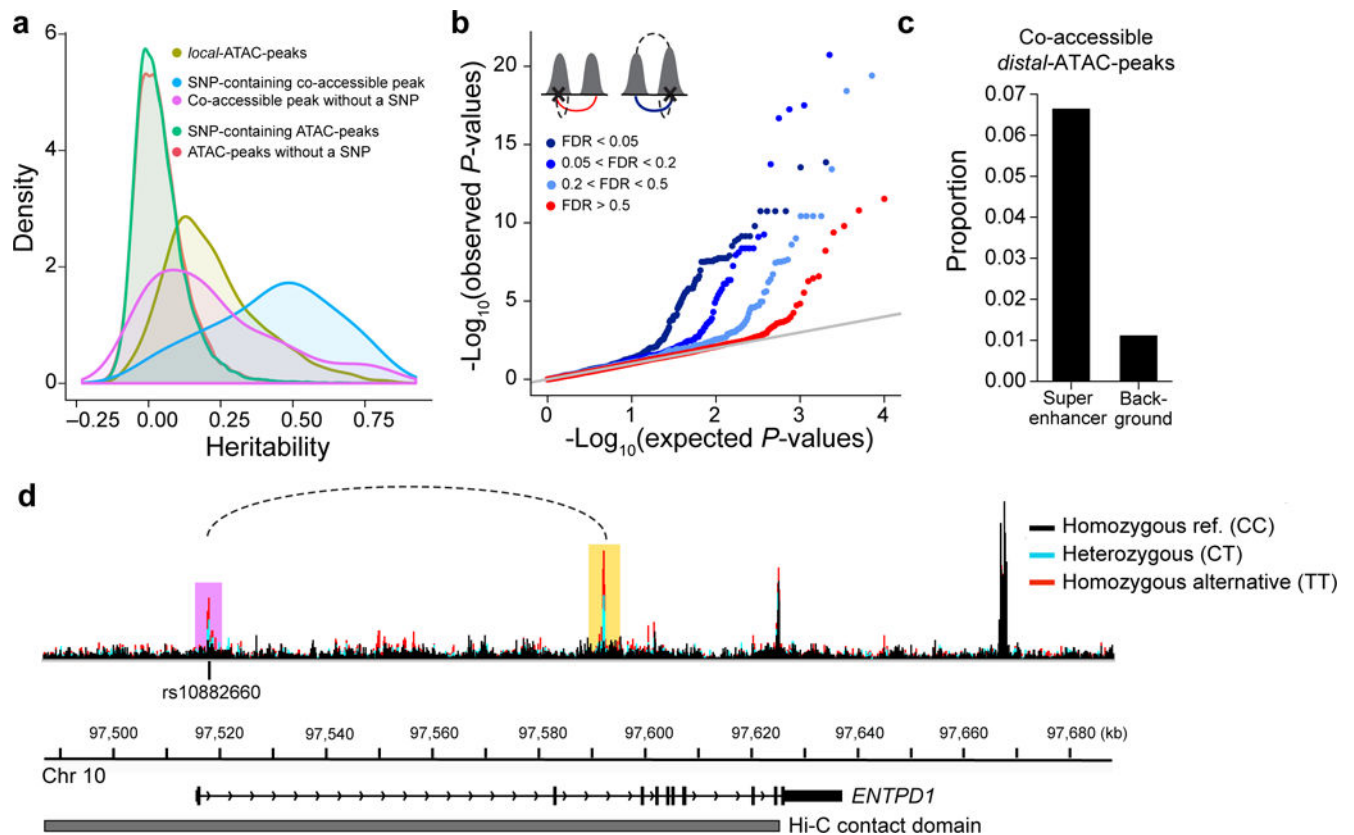 a
6
4
2
0
Density
−0.25
0.00
0.25
0.50
0.75
Heritability
local-ATAC-peaks
SNP-containing co-accessible peak
Co-accessible peak without a SNP
SNP-containing ATAC-peaks
ATAC-peaks without a SNP
b
20
15
10
5
0
-Log10(observed P-values)
0
1
2
3
4
-Log10(expected P-values)
FDR < 0.05
0.05 < FDR < 0.2
0.2 < FDR < 0.5
FDR > 0.5
c
Co-accessible
distal-ATAC-peaks
Proportion
0.07
0.06
0.05
0.04
0.03
0.02
0.01
0.00
Super
enhancer
Back-
ground
d
Homozygous ref. (CC)
Heterozygous (CT)
Homozygous alternative (TT)
rs10882660
97,500
97,520
97,540
97,560
97,580
97,600
97,620
97,640
97,660
97,680 (kb)
Chr 10
ENTPD1
Hi-C contact domain